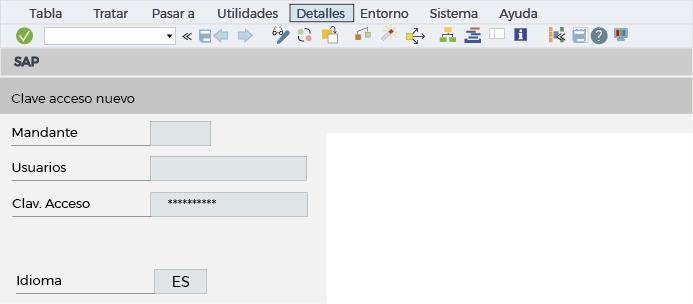 Tabla Tratar Pasar a Utilidades Detalles Entorno Sistema Ayuda
SAP
Clave acceso nuevo
Mandante
Usuarios
Clav. Acceso **********
Idioma ES